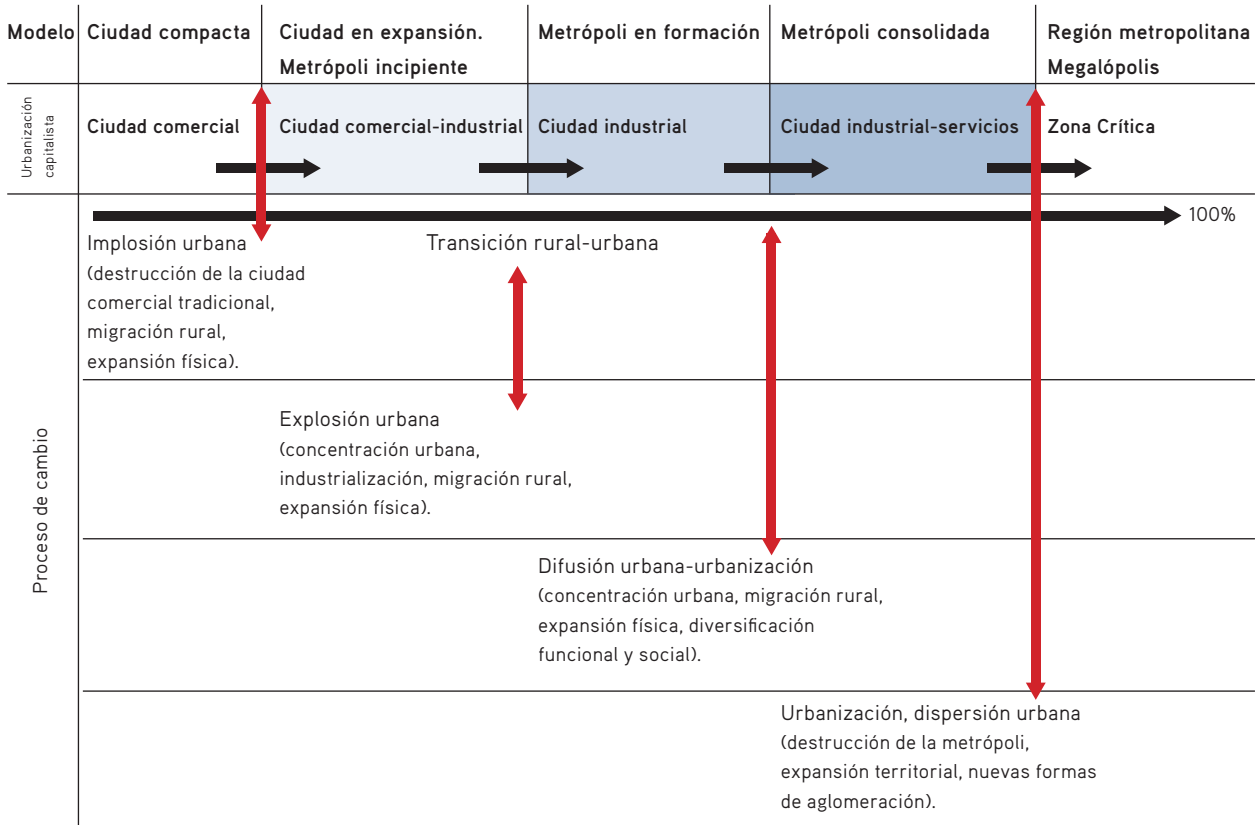 Modelo
Ciudad compacta
Ciudad en expansión.
Metrópoli incipiente
Metrópoli en formación
Metrópoli consolidada
Región metropolitana
Megalópolis
Urbanización
capitalista
Ciudad comercial
Ciudad comercial-industrial
Ciudad industrial
Ciudad industrial-servicios
Zona Crítica
100%
Implosión urbana
(destrucción de la ciudad
comercial tradicional,
migración rural,
expansión física).
Transición rural-urbana
Proceso de cambio
Explosión urbana
(concentración urbana,
industrialización, migración rural,
expansión física).
Difusión urbana-urbanización
(concentración urbana, migración rural,
expansión física, diversificación
funcional y social).
Urbanización, dispersión urbana
(destrucción de la metrópoli,
expansión territorial, nuevas formas
de aglomeración).